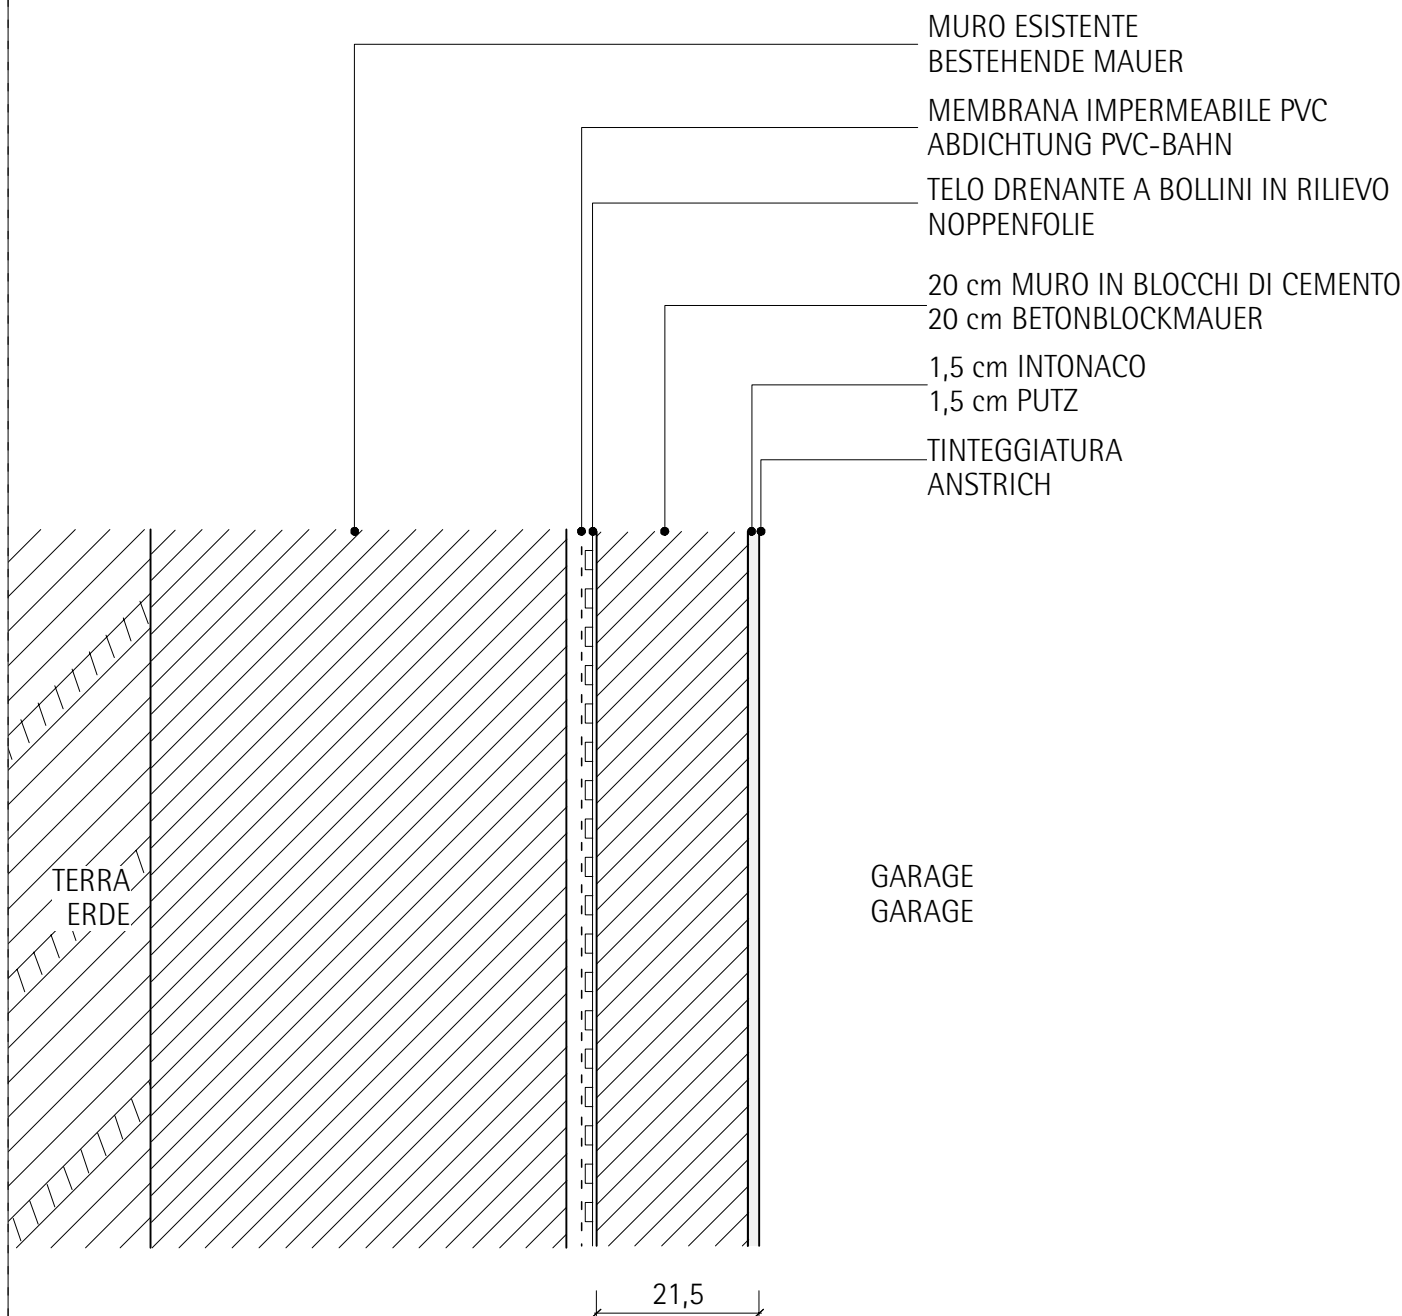 MURO ESISTENTE
BESTEHENDE MAUER
MEMBRANA IMPERMEABILE PVC
ABDICHTUNG PVC-BAHN
TELO DRENANTE A BOLLINI IN RILIEVO
NOPPENFOLIE
20 cm MURO IN BLOCCHI DI CEMENTO
20 cm BETONBLOCKMAUER
1,5 cm INTONACO
1,5 cm PUTZ
TINTEGGIATURA
ANSTRICH
TERRA
ERDE
GARAGE
GARAGE
21,5